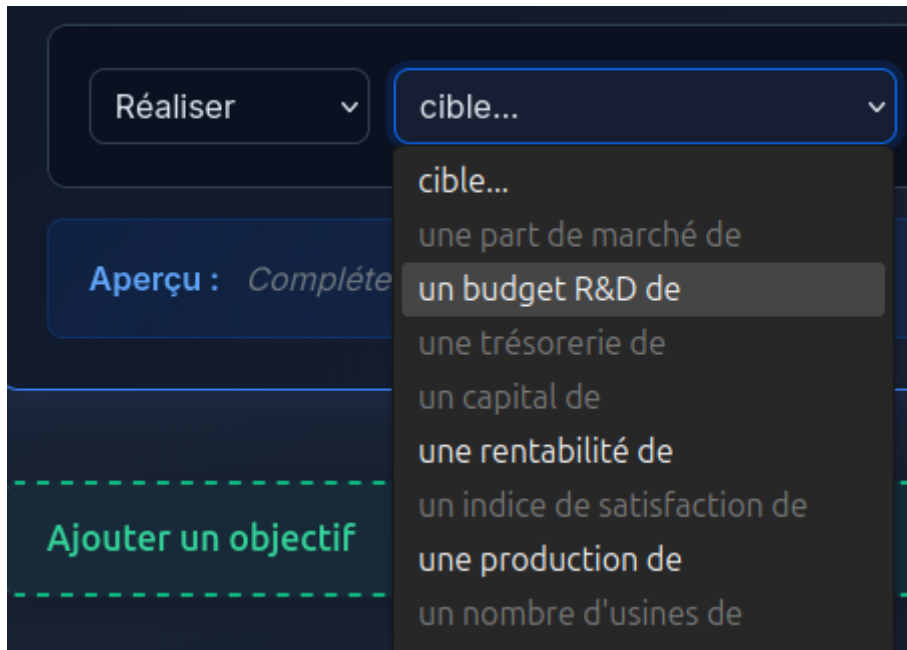 Réaliser
cible...
cible...
une part de marché de
Aperçu : Compléte
un budget R&D de
une trésorerie de
un capital de
une rentabilité de
un indice de satisfaction de
Ajouter un objectif
une production de
un nombre d'usines de